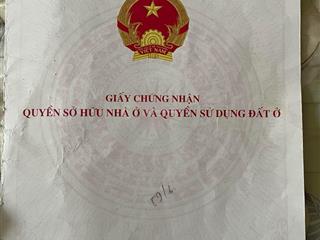 VIỆT NAM
GIẤY CHỨNG NHẬN
QUYỀN SỞ HỮU NHÀ Ở VÀ QUYỀN SỬ DỤNG ĐẤT Ở